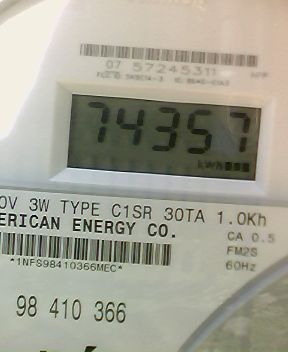 07 57245311
74357
kWh
0V 3W TYPE C1SR 30TA 1.0Kh
ERICAN ENERGY CO.
CA 0.5
FM2S
*1NFS98410366MEC*
60Hz
98 410 366